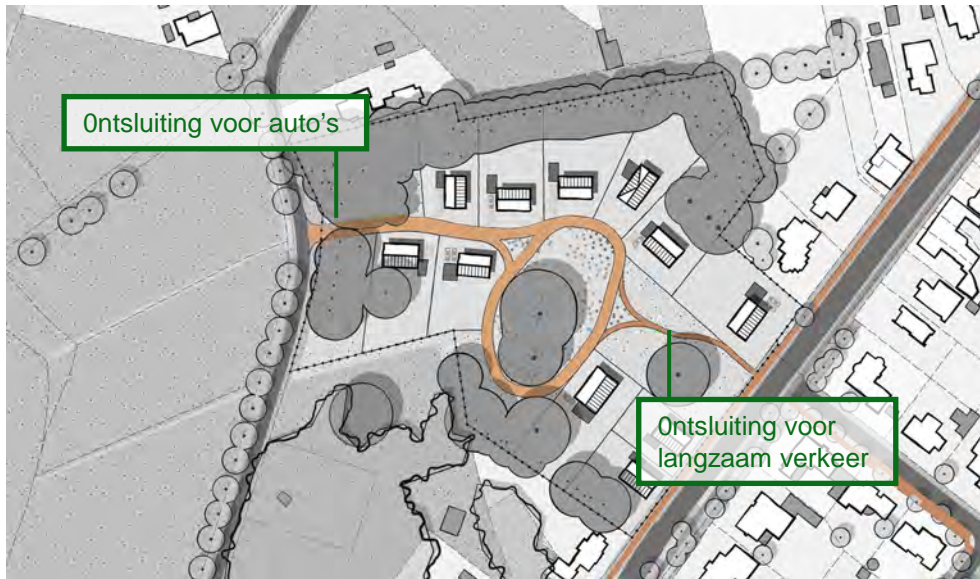 0ntsluiting voor auto's
0ntsluiting voor
langzaam verkeer